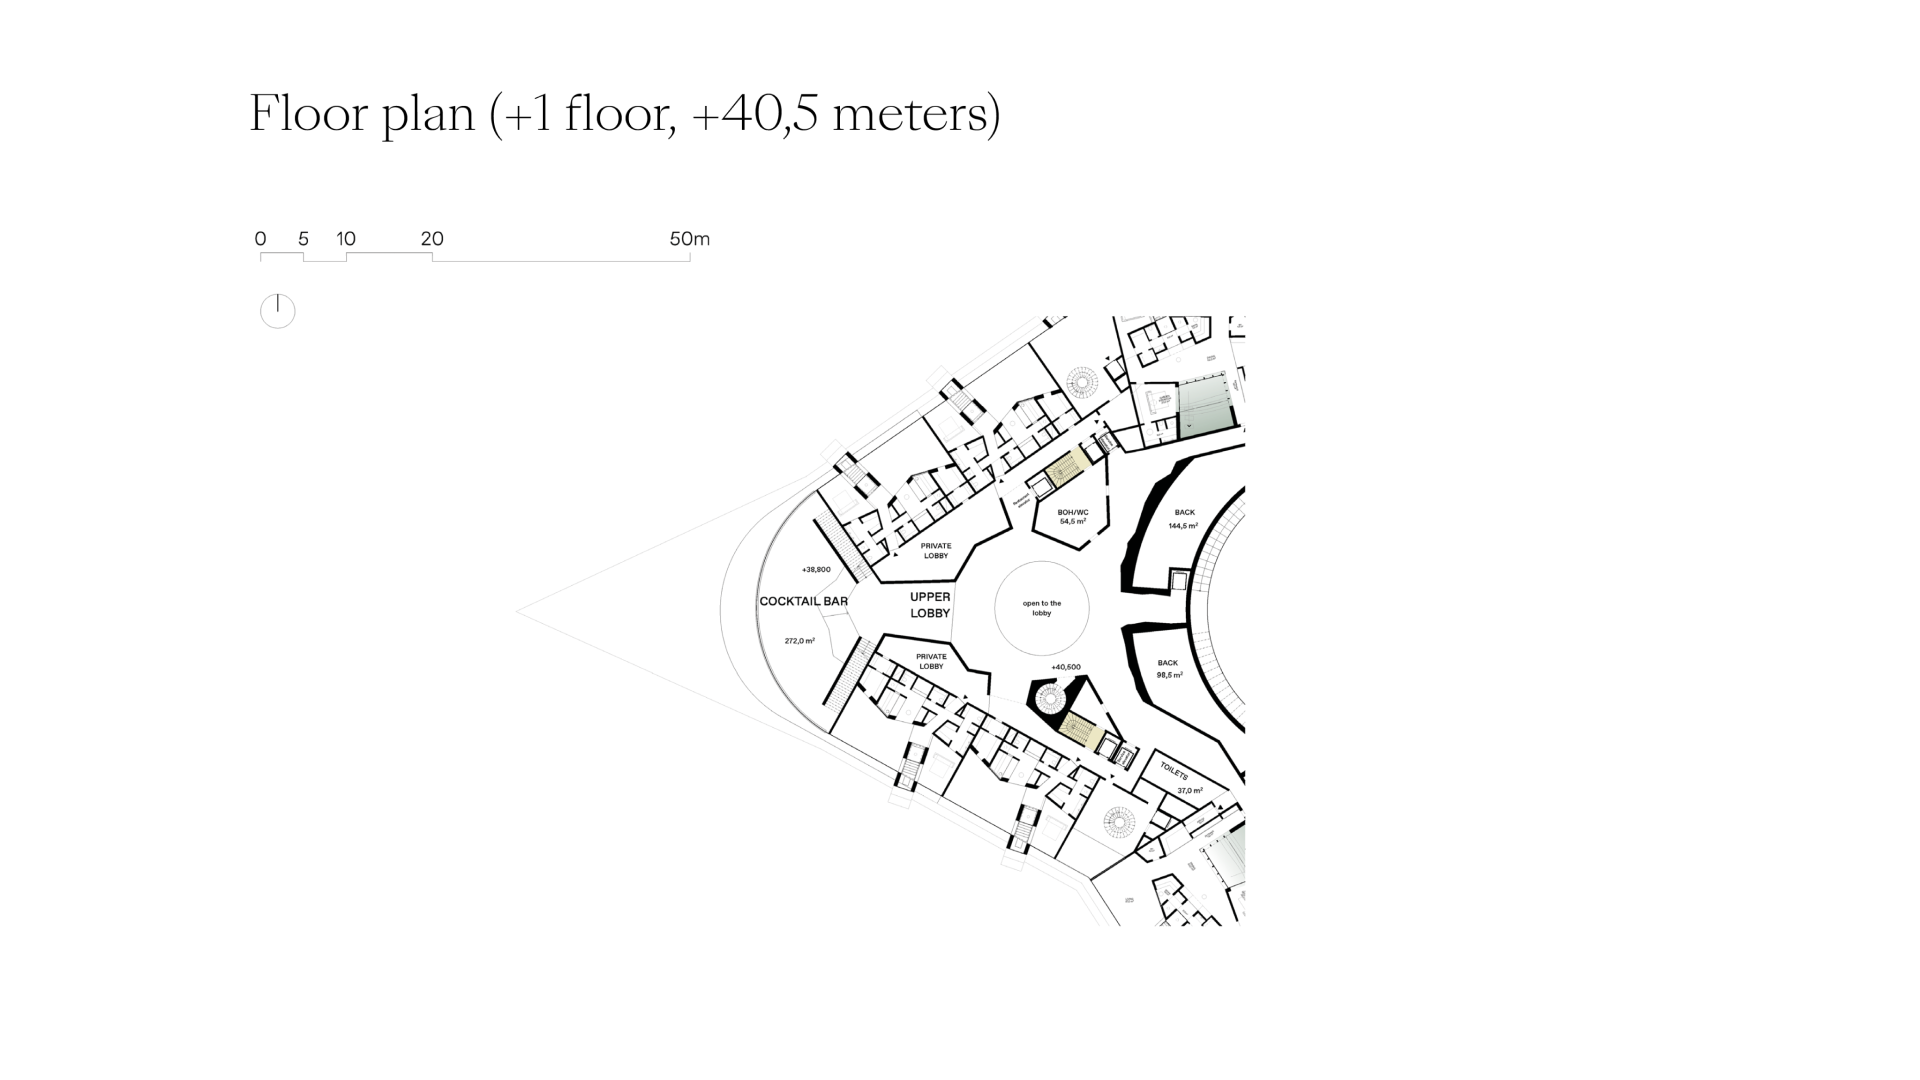 Floor plan (+1 floor, +40,5 meters)
0 5 10 20 50m
BOH/WC
54,5 m²
BACK
144,5 m²
PRIVATE
LOBBY
+38,800
COCKTAIL BAR
UPPER
LOBBY
open to the
lobby
272,0 m²
PRIVATE
LOBBY
+40,500
BACK
98,5 m²
TOILETS
37,0 m²